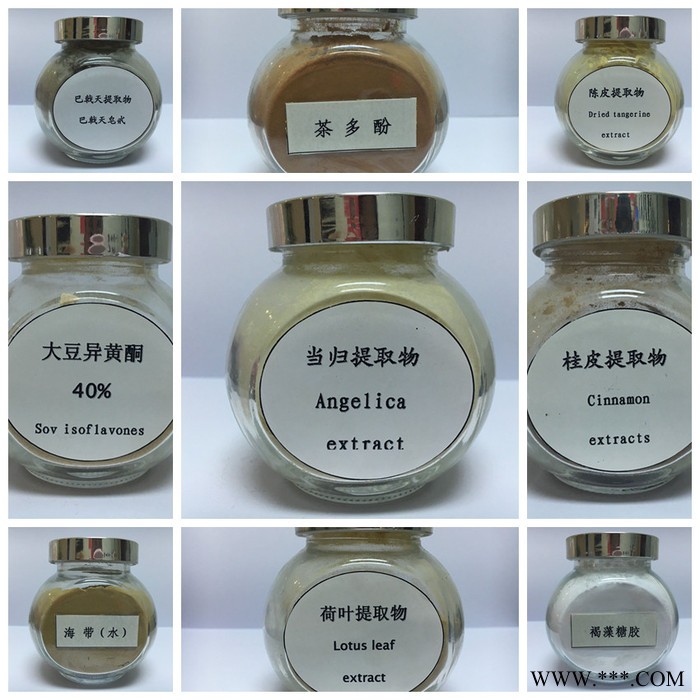 巴戟天提取物
巴戟天皂甙
茶多酚
陈皮提取物
Dried tangerine
extract
大豆异黄酮
40%
Soy isoflavones
当归提取物
Angelica
extract
桂皮提取物
Cinnamon
extracts
海带(水)
荷叶提取物
Lotus leaf
extract
褐藻糖胶
WWW.***.COM